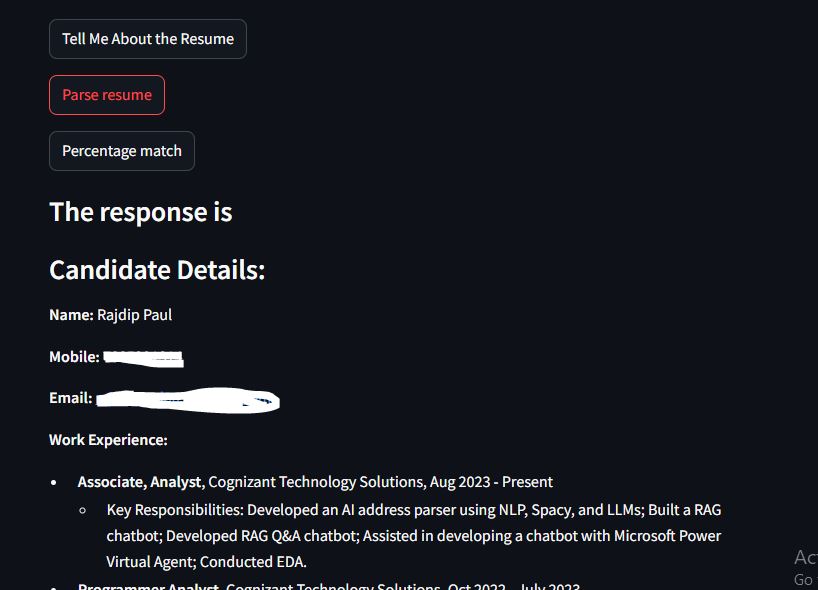 Tell Me About the Resume
Parse resume
Percentage match
The response is
Candidate Details:
Name: Rajdip Paul
Mobile:
Email:
Work Experience:
• Associate, Analyst, Cognizant Technology Solutions, Aug 2023 - Present
○ Key Responsibilities: Developed an AI address parser using NLP, Spacy, and LLMs; Built a RAG
chatbot; Developed RAG Q&A chatbot; Assisted in developing a chatbot with Microsoft Power
Virtual Agent; Conducted EDA.
Go
• Programmer Analyst, Cognizant Technology Solutions, Oct 2022 - July 2023